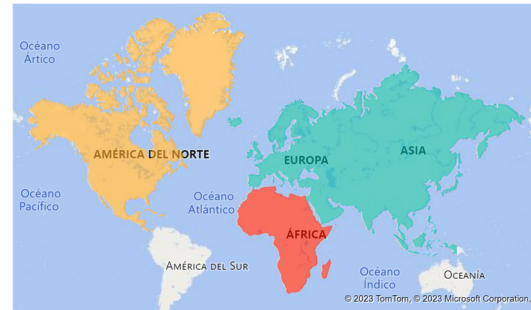 Océano
Ártico
AMÉRICA DEL NORTE
EUROPA
ASIA
Océano
Pacífico
Océano
Atlántico
ÁFRICA
AMÉRICA DEL SUR
Océano
Índico
OCEANÍA
© 2023 TomTom, © 2023 Microsoft Corporation,